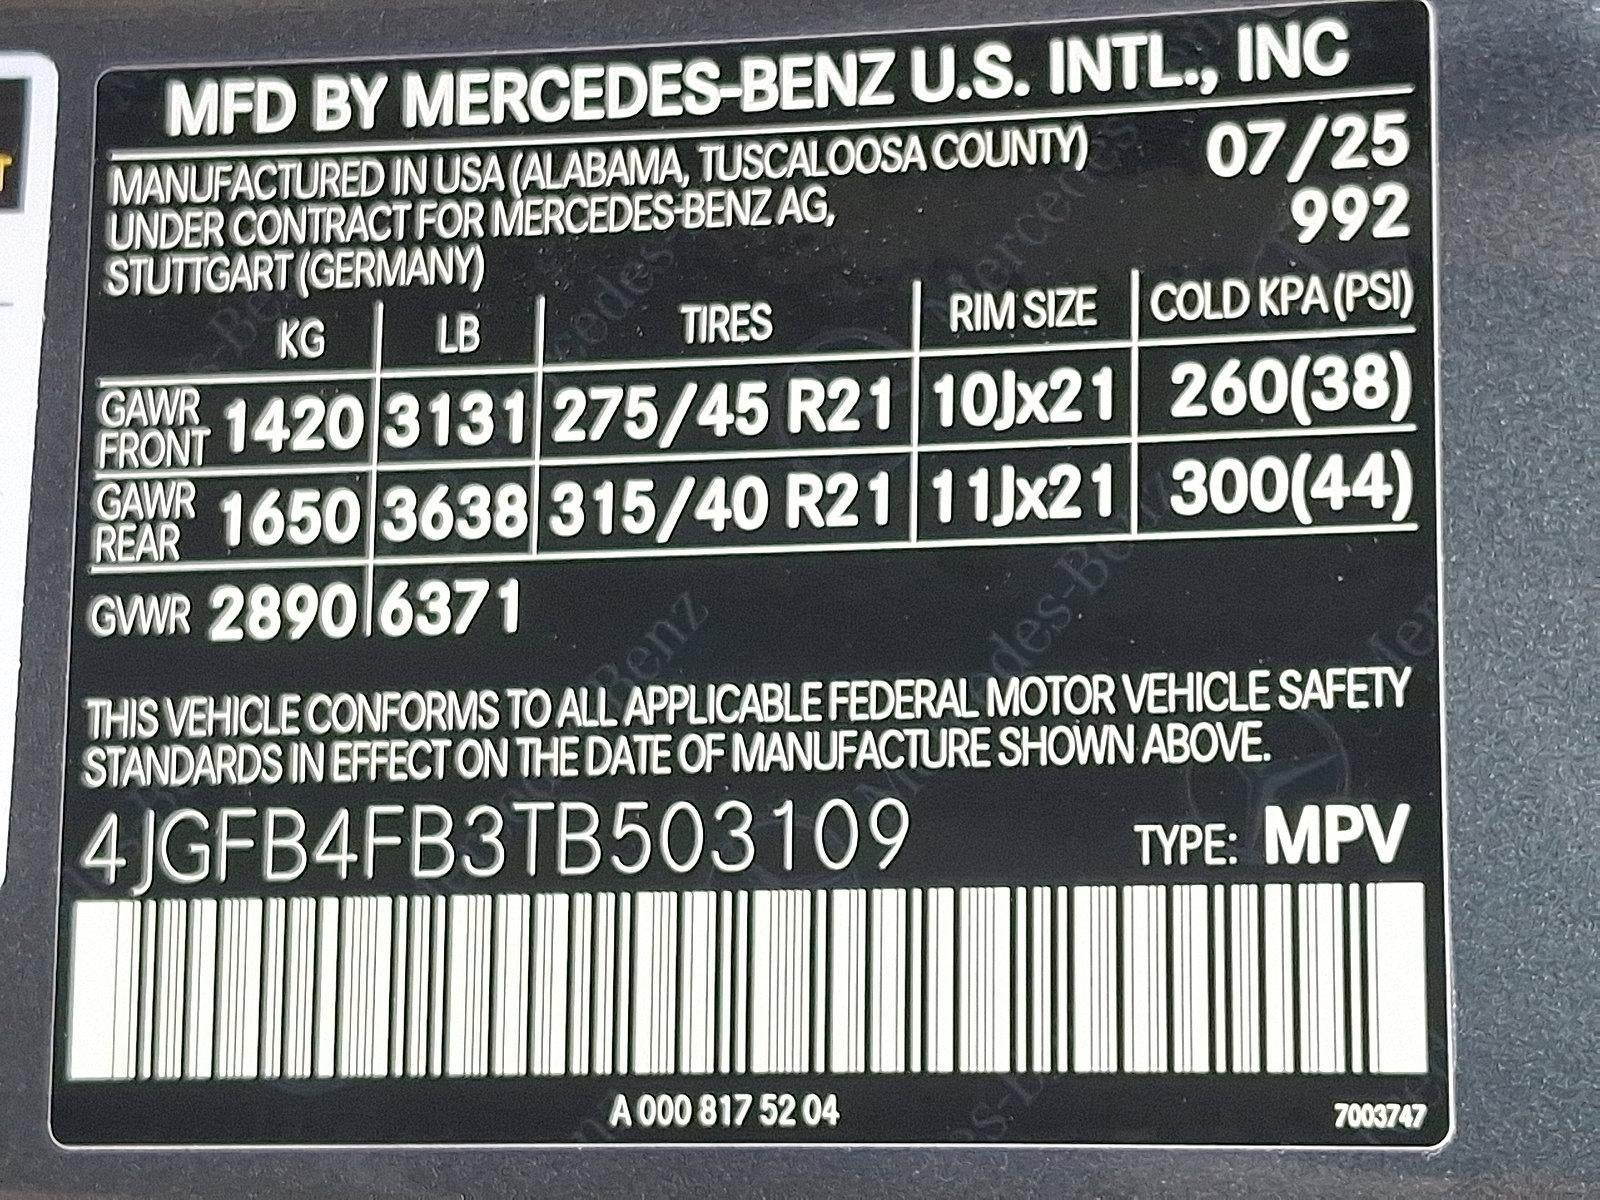 MFD BY MERCEDES-BENZ U.S. INTL., INC
MANUFACTURED IN USA (ALABAMA, TUSCALOOSA COUNTY) 07/25
UNDER CONTRACT FOR MERCEDES-BENZ AG, 992
STUTTGART (GERMANY)
KG LB TIRES RIM SIZE COLD KPA (PSI)
GAWR FRONT 1420 3131 275/45 R21 10Jx21 260(38)
GAWR REAR 1650 3638 315/40 R21 11Jx21 300(44)
GVWR 2890 6371
THIS VEHICLE CONFORMS TO ALL APPLICABLE FEDERAL MOTOR VEHICLE SAFETY
STANDARDS IN EFFECT ON THE DATE OF MANUFACTURE SHOWN ABOVE.
4JGFB4FB3TB503109 TYPE: MPV
A 000 817 52 04 7003747